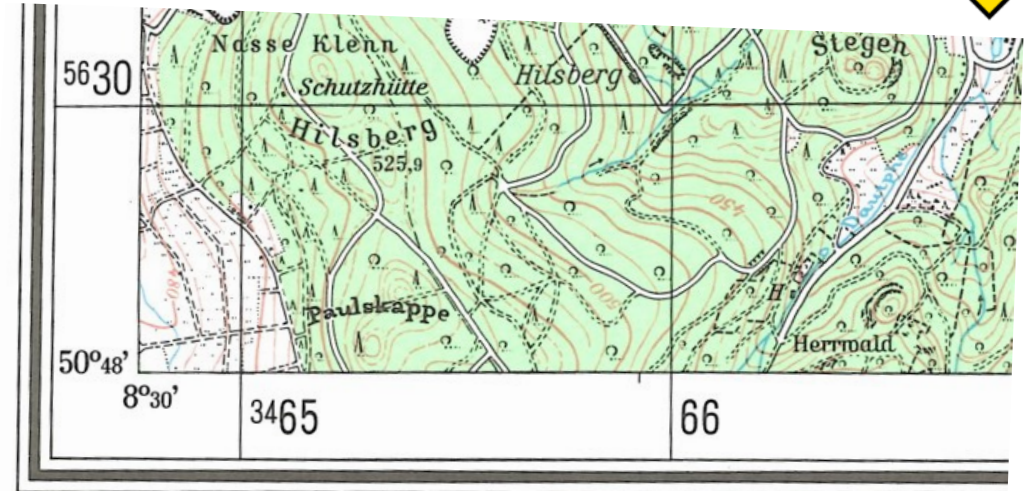 Nasse Klenn
Stegen
5630
Hilsberg
Schutzhütte
Hilsberg
525,9
Dautphe
450
480
500
H
Paulskappe
Herrwald
50°48'
8°30'
3465
66